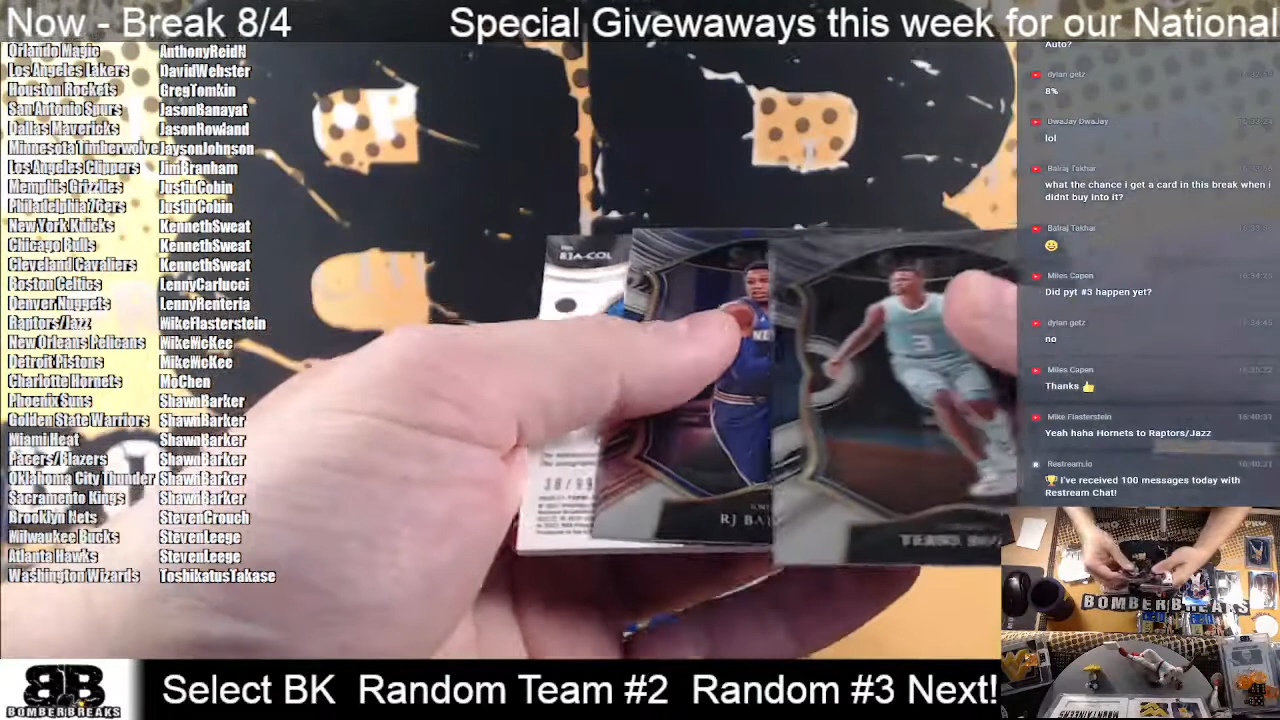 Now - Break 8/4
Special Givewaways this week for our National
Orlando Magic AnthonyReidN
Los Angeles Lakers DavidWebster
Houston Rockets GregTomkin
San Antonio Spurs JasonBanayat
Dallas Mavericks JasonHowland
Minnesota Timberwolve JaysonJohnson
Los Angeles Clippers JimBranham
Memphis Grizzlies JustinCobin
Philadelphia 76ers JustinCobin
New York Knicks KennethSweat
Chicago Bulls KennethSweat
Cleveland Cavaliers KennethSweat
Boston Celtics LennyCarlucci
Denver Nuggets LennyRenteria
Raptors/Jazz MikeFlasterstein
New Orleans Pelicans MikeMcKee
Detroit Pistons MikeMcKee
Charlotte Hornets MoChen
Phoenix Suns ShawnBarker
Golden State Warriors ShawnBarker
Miami Heat ShawnBarker
Pacers/Blazers ShawnBarker
Oklahoma City Thunder ShawnBarker
Sacramento Kings ShawnBarker
Brooklyn Nets StevenCrouch
Milwaukee Bucks StevenLeege
Atlanta Hawks StevenLeege
Washington Wizards ToshikatusTakase
RJA-COL
38/99
RJ BA
3
Auto?
dylan getz
8%
DwaJay DwaJay
lol
Balraj Takhar
what the chance i get a card in this break when i
didnt buy into it?
Balraj Takhar
😀
Miles Capen
Did pyt #3 happen yet?
dylan getz
no
Miles Capen
Thanks 👍
Mike Flasterstein
Yeah haha Hornets to Raptors/Jazz
Restream.io
🏆 I've received 100 messages today with
Restream Chat!
BOMBERBREAKS
BB
BOMBERBREAKS
Select BK Random Team #2 Random #3 Next!